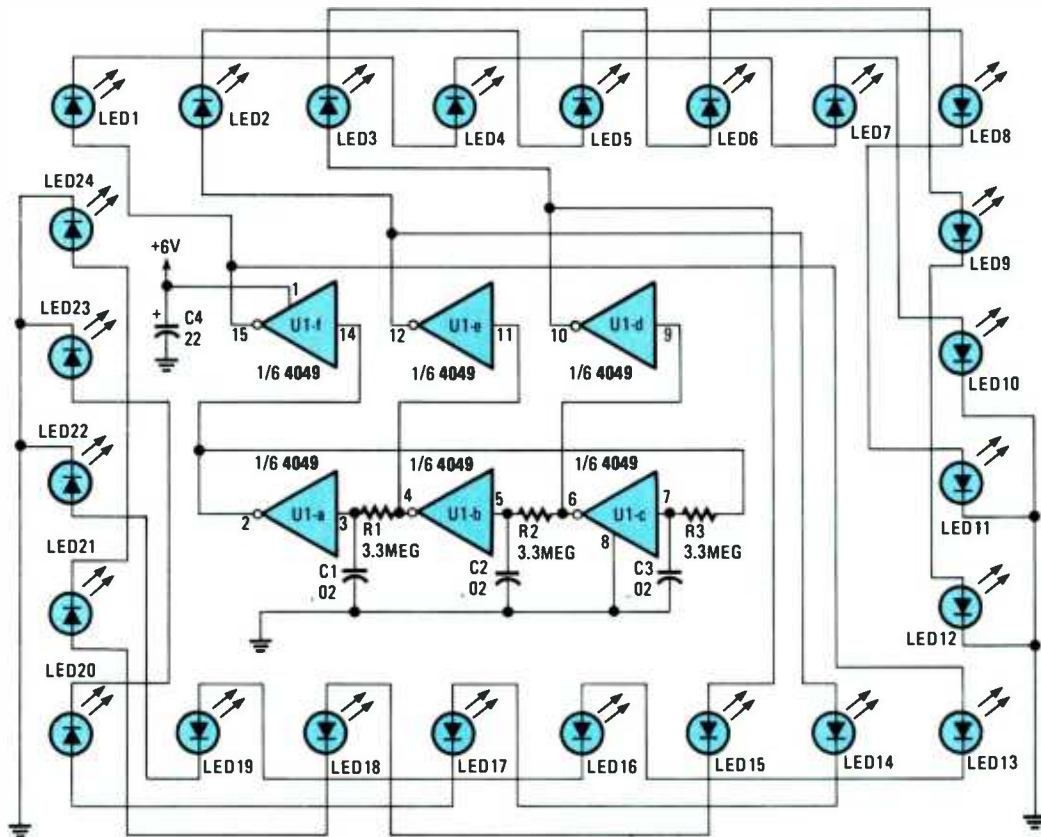 LED1
LED2
LED3
LED4
LED5
LED6
LED7
LED8
LED24
LED9
+6V
1
+
C4
22
15
U1-f
14
12
U1-e
11
10
U1-d
9
LED23
LED10
1/6 4049
1/6 4049
1/6 4049
LED22
1/6 4049
1/6 4049
1/6 4049
2
U1-a
3
R1
3.3MEG
4
U1-b
5
R2
3.3MEG
6
8
U1-c
7
R3
3.3MEG
LED11
LED21
C1
.02
C2
.02
C3
.02
LED12
LED20
LED19
LED18
LED17
LED16
LED15
LED14
LED13